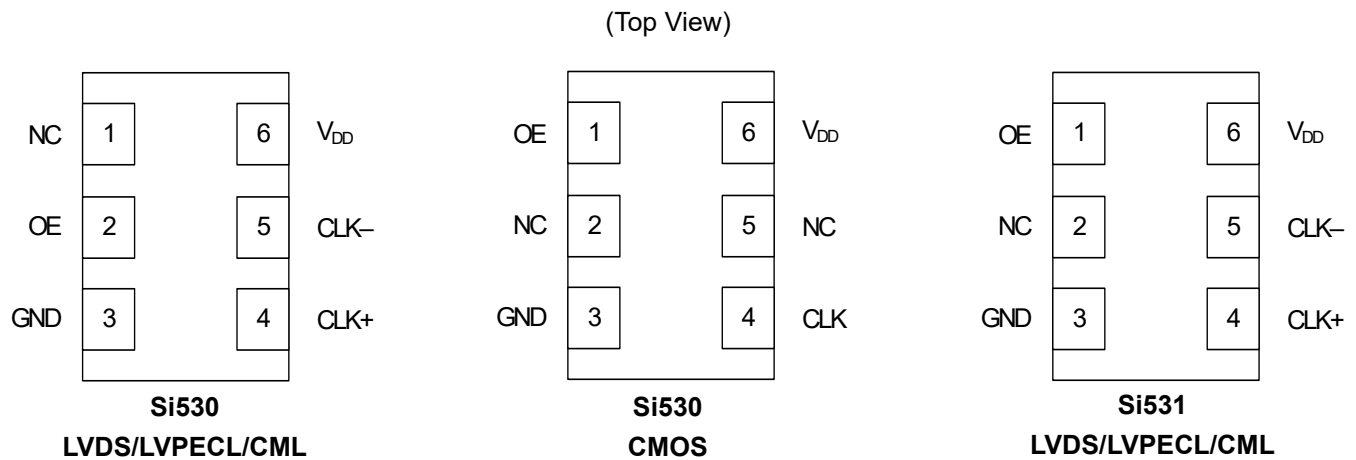 (Top View)
NC 1 6 VDD
OE 2 5 CLK–
GND 3 4 CLK+
Si530
LVDS/LVPECL/CML
OE 1 6 VDD
NC 2 5 NC
GND 3 4 CLK
Si530
CMOS
OE 1 6 VDD
NC 2 5 CLK–
GND 3 4 CLK+
Si531
LVDS/LVPECL/CML